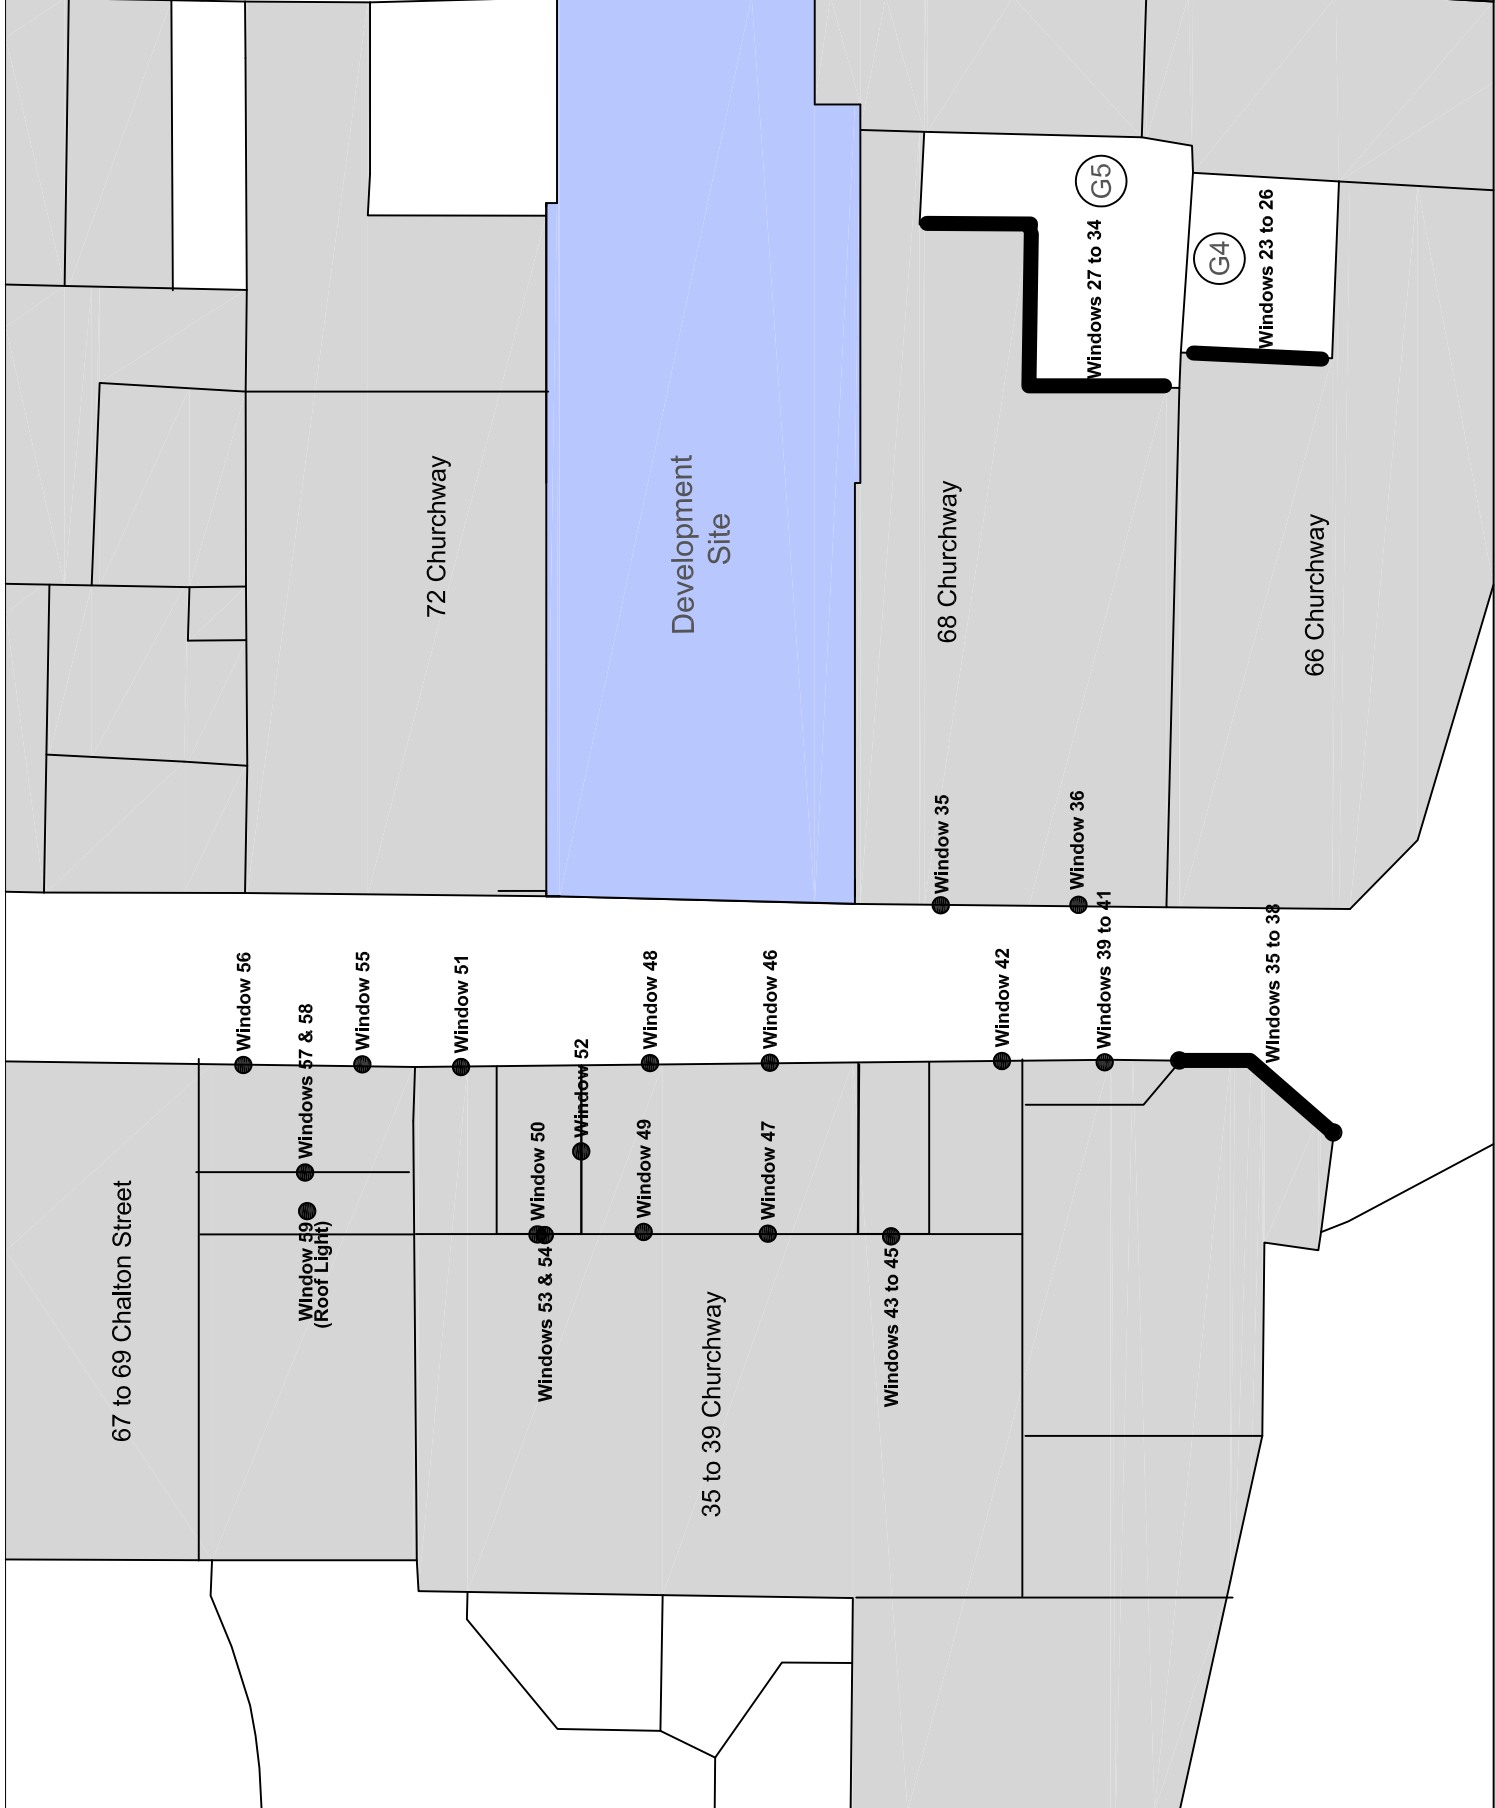 G5
Windows 27 to 34
G4
Windows 23 to 26
72 Churchway
Development
Site
68 Churchway
66 Churchway
Window 35
Window 36
Window 56
Window 55
Window 51
Window 48
Window 46
Window 42
Windows 39 to 41
WIndows 35 to 38
Windows 57 & 58
Window 52
Window 50
Window 49
Window 47
WIndow 59
(Roof Light)
Windows 53 & 54
Windows 43 to 45
67 to 69 Chalton Street
35 to 39 Churchway